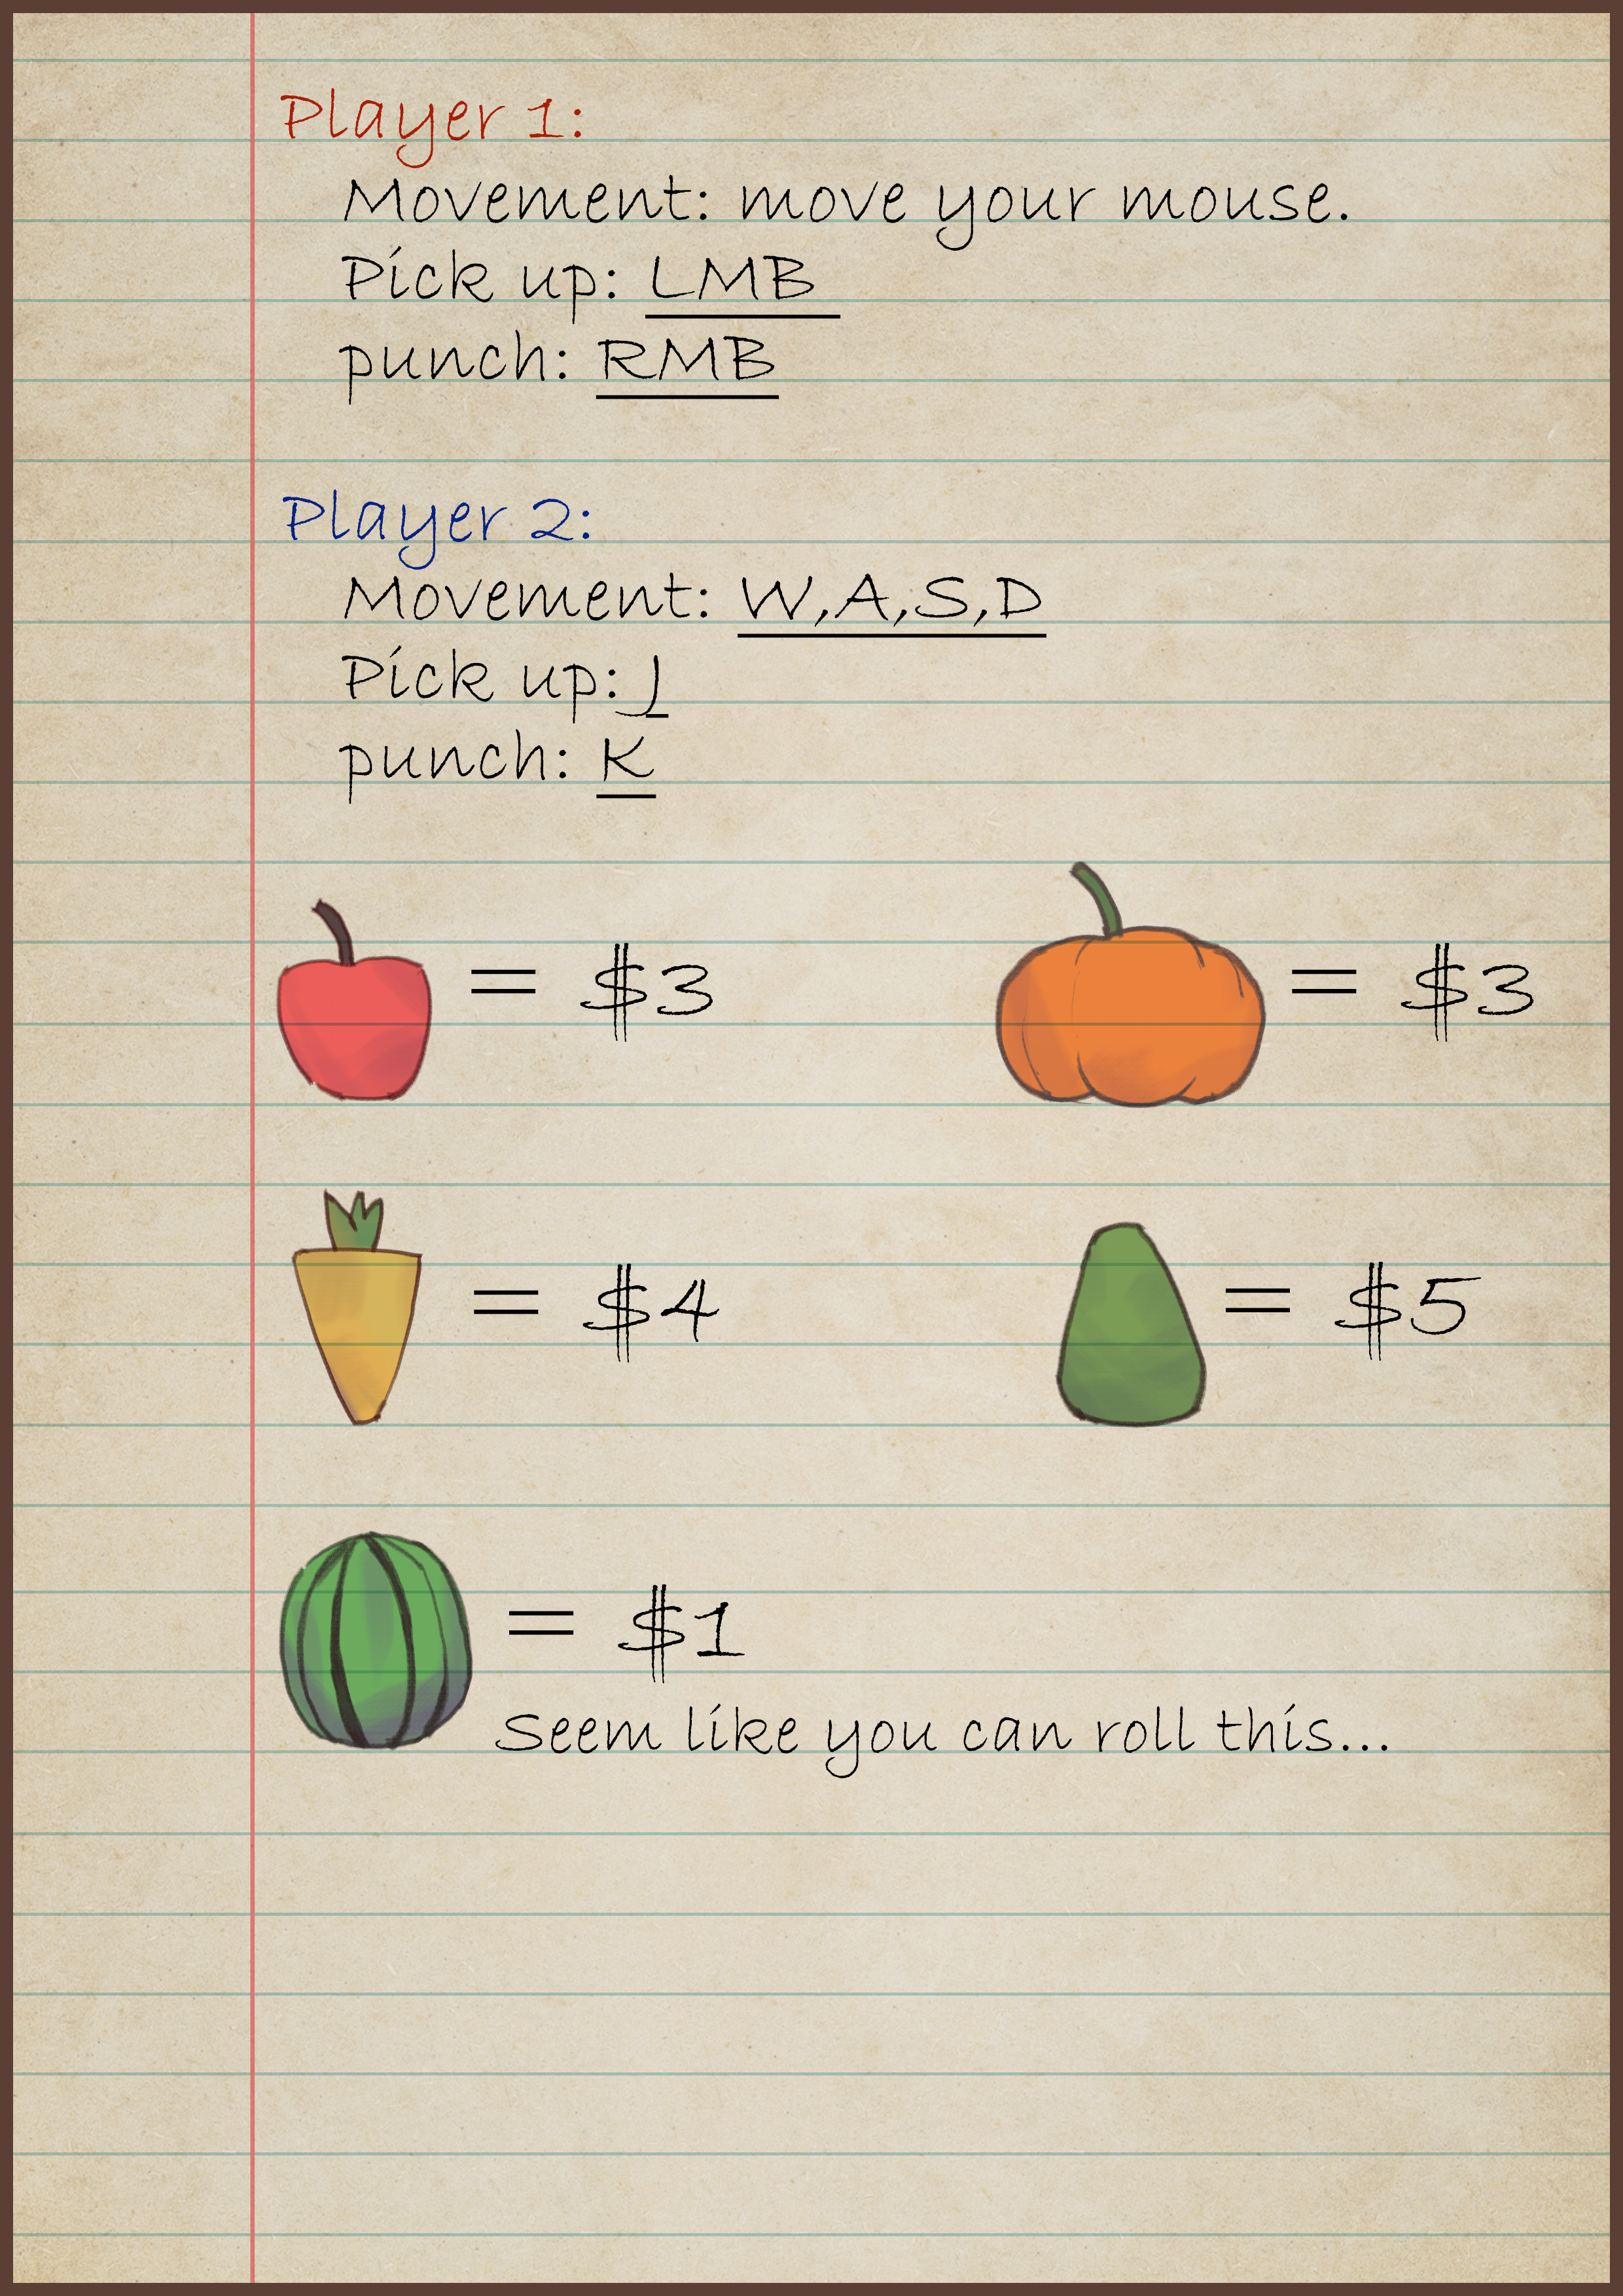 Player 1:
Movement: move your mouse.
Pick up: LMB
punch: RMB
Player 2:
Movement: W,A,S,D
Pick up: J
punch: K
= $3
= $3
= $4
= $5
= $1
Seem like you can roll this...